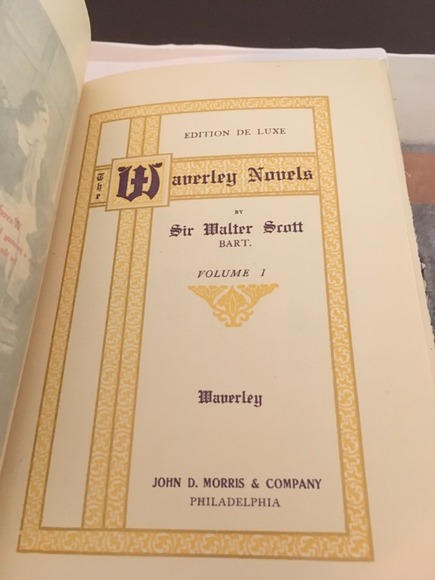 EDITION DE LUXE
The Waverley Novels
BY
Sir Walter Scott
BART.
VOLUME I
Waverley
JOHN D. MORRIS & COMPANY
PHILADELPHIA